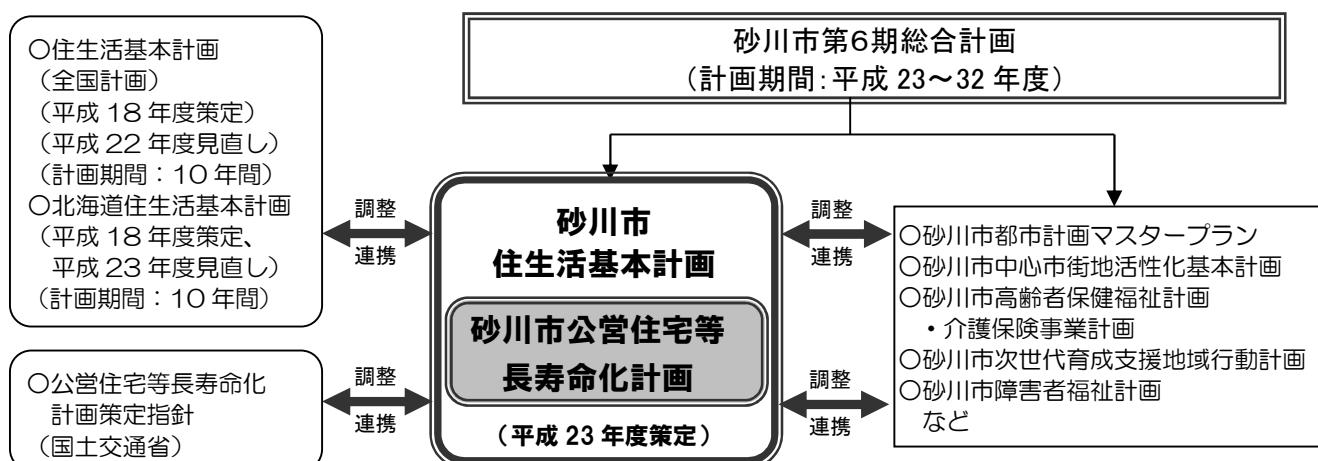 〇住生活基本計画
(全国計画)
(平成 18 年度策定)
(平成 22 年度見直し)
(計画期間：10 年間)
〇北海道住生活基本計画
(平成 18 年度策定、
平成 23 年度見直し)
(計画期間：10 年間)
〇公営住宅等長寿命化
計画策定指針
(国土交通省)
調整
連携
調整
連携
砂川市第6期総合計画
(計画期間:平成 23～32 年度)
砂川市
住生活基本計画
砂川市公営住宅等
長寿命化計画
(平成 23 年度策定)
調整
連携
調整
連携
〇砂川市都市計画マスタープラン
〇砂川市中心市街地活性化基本計画
〇砂川市高齢者保健福祉計画
・介護保険事業計画
〇砂川市次世代育成支援地域行動計画
〇砂川市障害者福祉計画
など